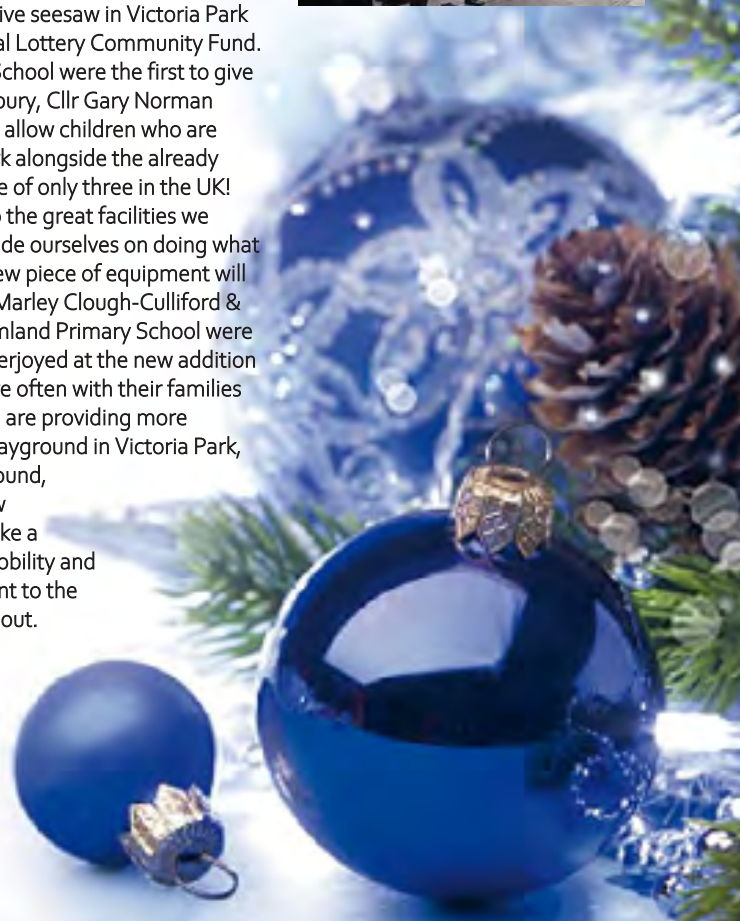 ive seesaw in Victoria Park
al Lottery Community Fund.
School were the first to give
bury, Cllr Gary Norman
allow children who are
k alongside the already
e of only three in the UK!
o the great facilities we
de ourselves on doing what
ew piece of equipment will
Marley Clough-Culliford &
mland Primary School were
erjoyed at the new addition
e often with their families
are providing more
ayground in Victoria Park,
ound,
w
ke a
obility and
nt to the
out.